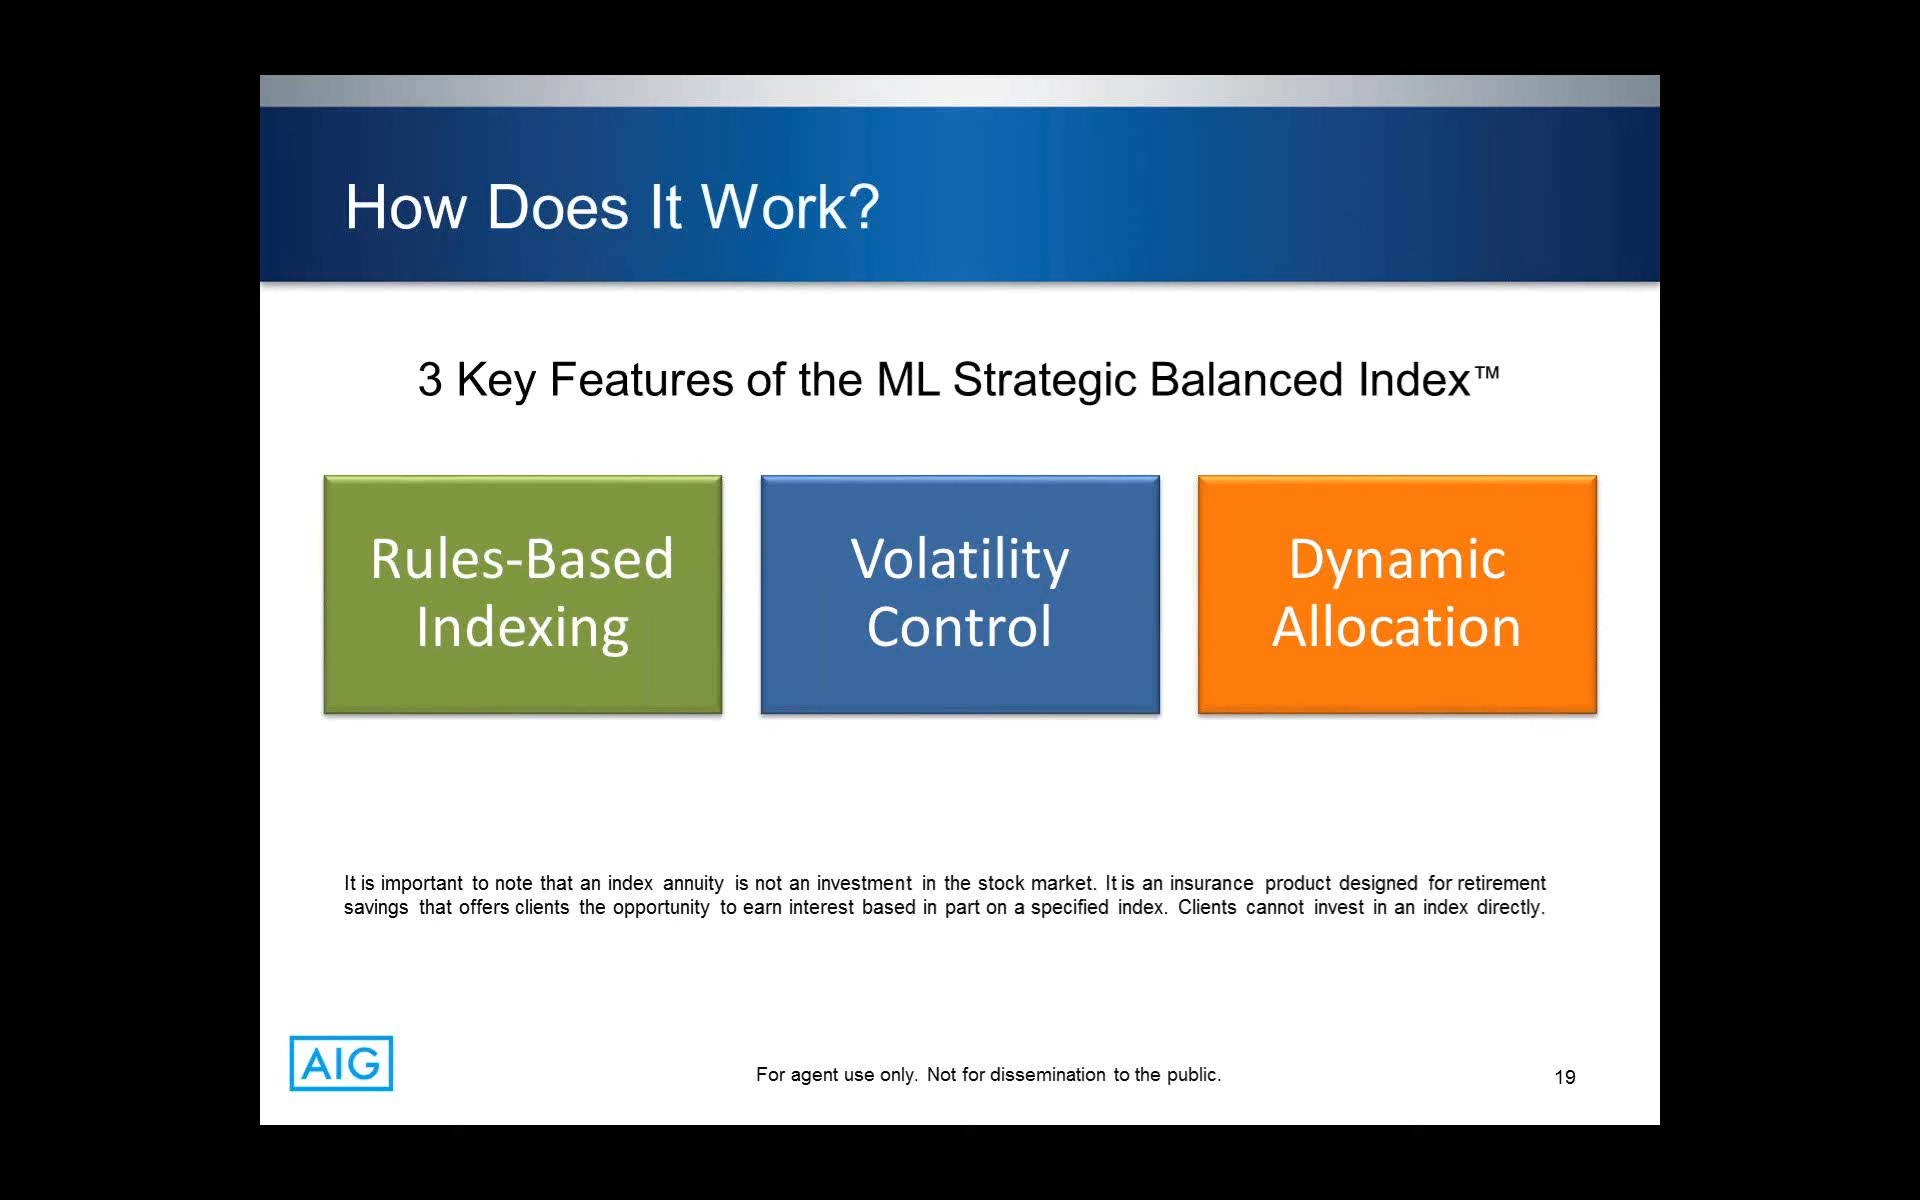 How Does It Work?
3 Key Features of the ML Strategic Balanced Index™
Rules-Based
Indexing
Volatility
Control
Dynamic
Allocation
It is important to note that an index annuity is not an investment in the stock market. It is an insurance product designed for retirement
savings that offers clients the opportunity to earn interest based in part on a specified index. Clients cannot invest in an index directly.
AIG
For agent use only. Not for dissemination to the public.
19